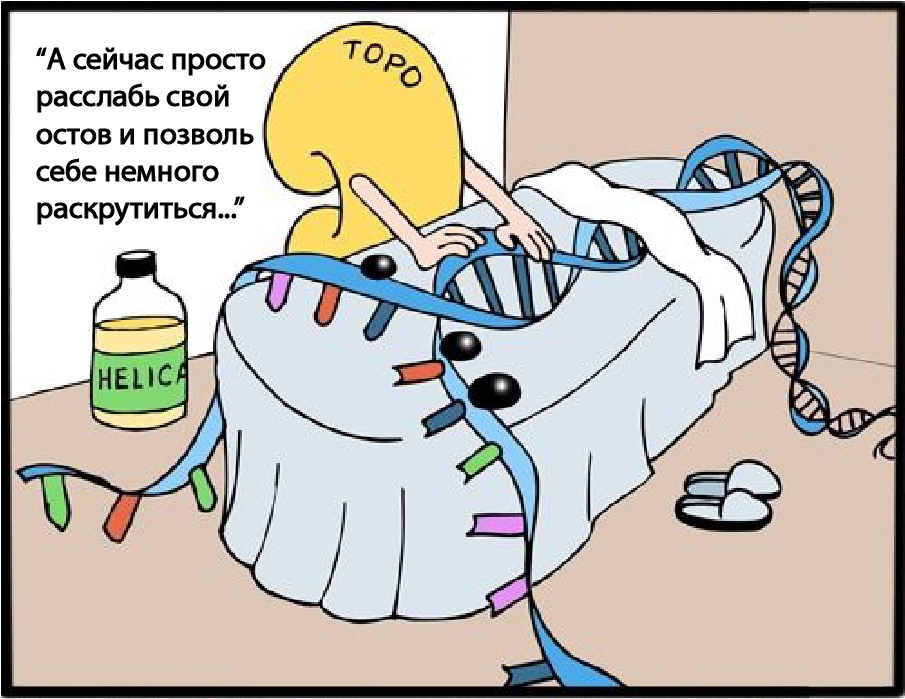 “А сейчас просто
расслабь свой
остов и позволь
себе немного
раскрутиться...”
TOPO
HELICA